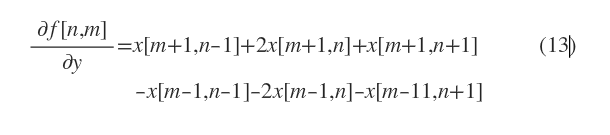 ∂f[n,m]
∂y
=x[m+1,n−1]+2x[m+1,n]+x[m+1,n+1] (13)
−x[m−1,n−1]−2x[m−1,n]−x[m−11,n+1]